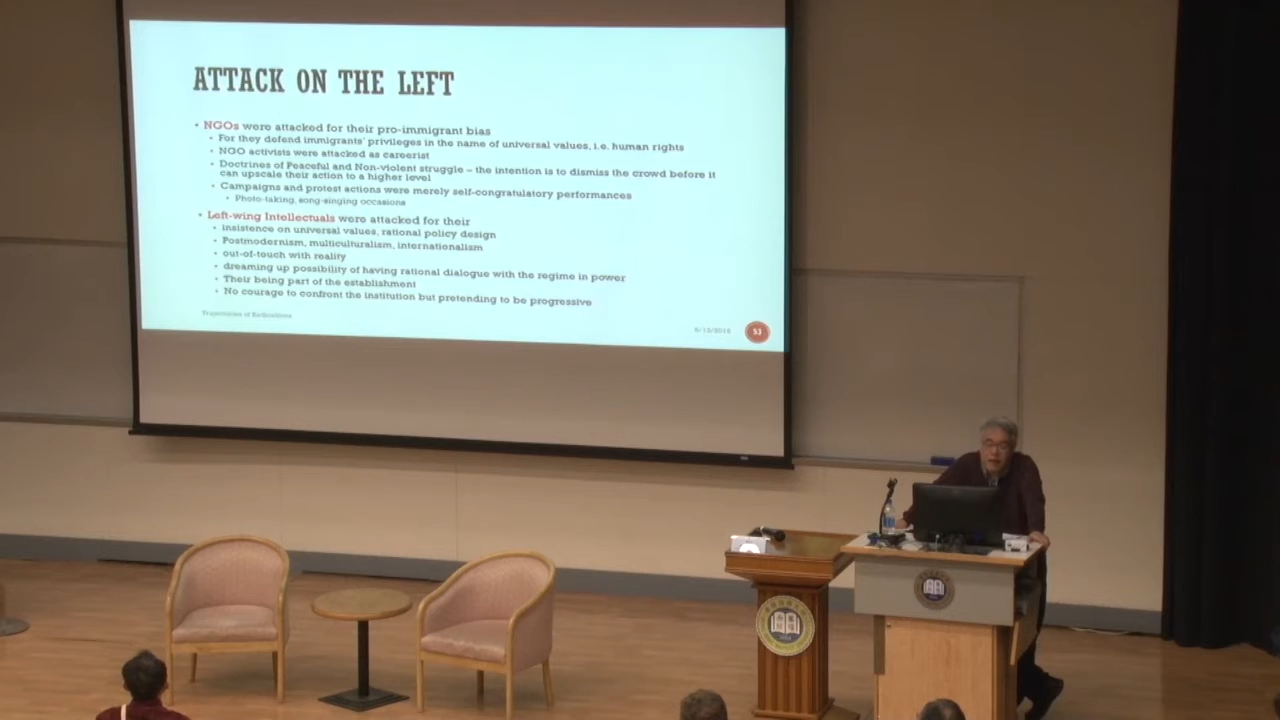 ATTACK ON THE LEFT
• NGOs were attacked for their pro-immigrant bias
• For they defend immigrants' privileges in the name of universal values, i.e. human rights
• NGO activists were attacked as careerist
• Doctrines of Peaceful and Non-violent struggle – the intention is to dismiss the crowd before it
can upscale their action to a higher level
• Campaigns and protest actions were merely self-congratulatory performances
• Photo-taking, song-singing occasions
• Left-wing Intellectuals were attacked for their
• insistence on universal values, rational policy design
• Postmodernism, multiculturalism, internationalism
• out-of-touch with reality
• dreaming up possibility of having rational dialogue with the regime in power
• Their being part of the establishment
• No courage to confront the institution but pretending to be progressive
53